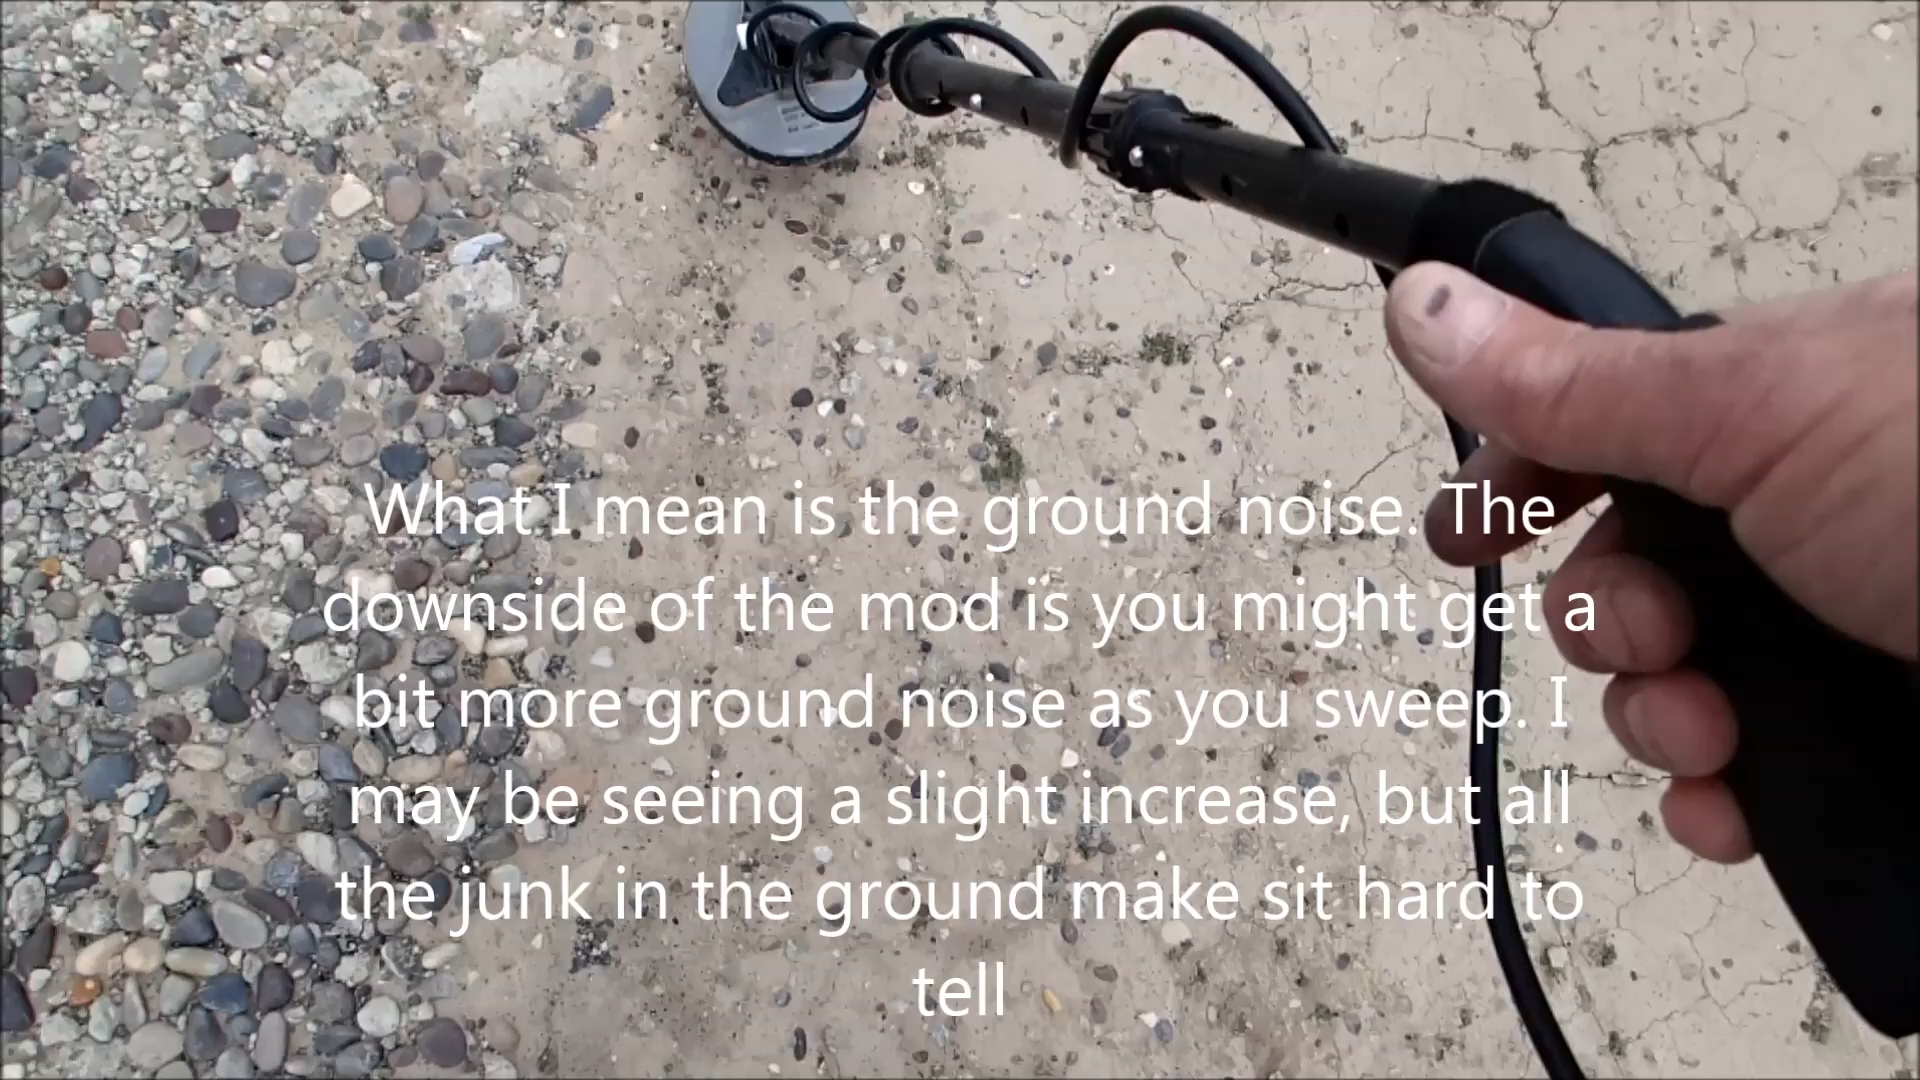 What I mean is the ground noise. The
downside of the mod is you might get a
bit more ground noise as you sweep. I
may be seeing a slight increase, but all
the junk in the ground make sit hard to
tell